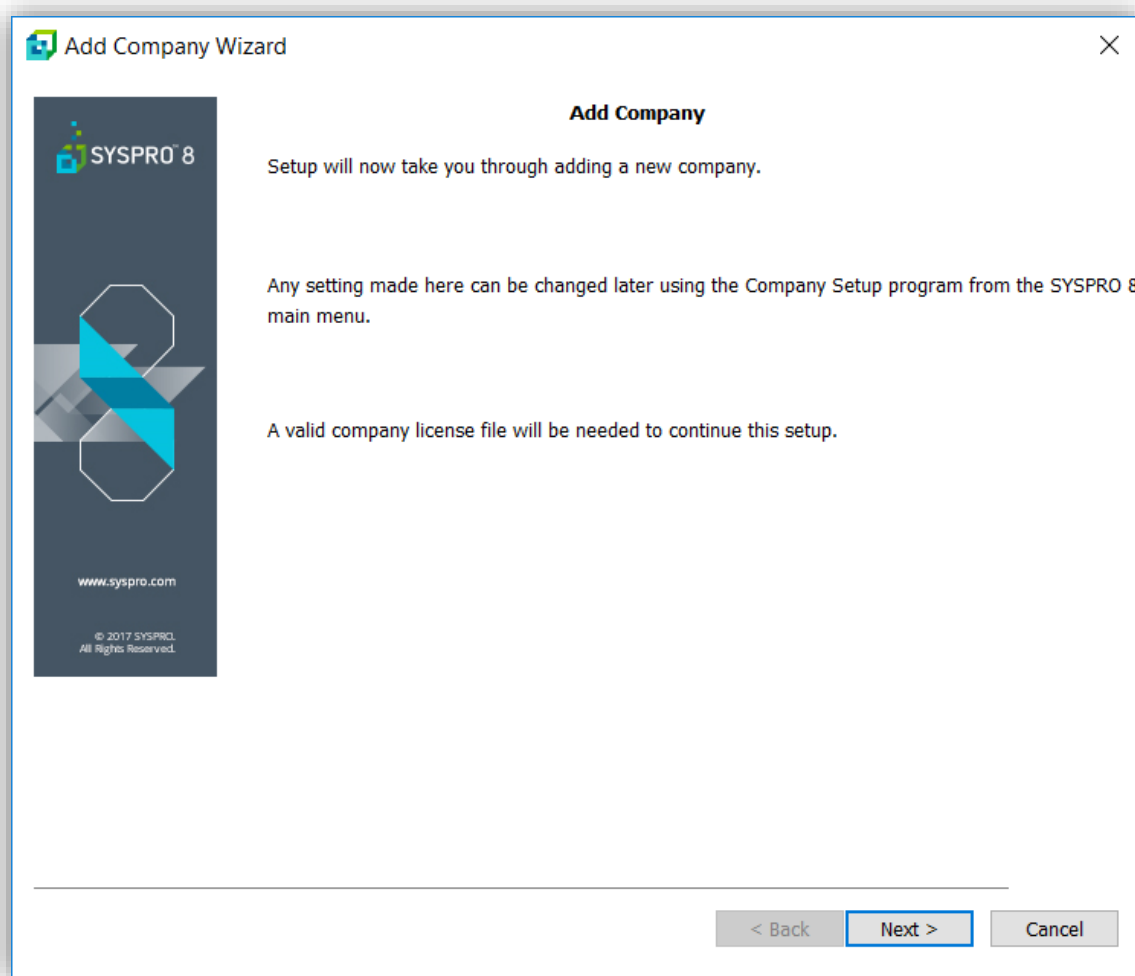 Add Company Wizard
SYSPRO™ 8
www.syspro.com
© 2017 SYSPRO.
All Rights Reserved.
Add Company
Setup will now take you through adding a new company.
Any setting made here can be changed later using the Company Setup program from the SYSPRO 8
main menu.
A valid company license file will be needed to continue this setup.
< Back
Next >
Cancel